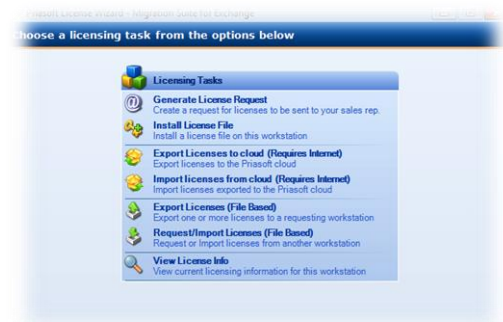 Priasoft License Wizard - Migration Suite for Exchange
Choose a licensing task from the options below
Licensing Tasks
Generate License Request
Create a request for licenses to be sent to your sales rep.
Install License File
Install a license file on this workstation
Export Licenses to cloud (Requires Internet)
Export licenses to the Priasoft cloud
Import licenses from cloud (Requires Internet)
Import licenses exported to the Priasoft cloud
Export Licenses (File Based)
Export one or more licenses to a requesting workstation
Request/Import Licenses (File Based)
Request or Import licenses from another workstation
View License Info
View current licensing information for this workstation